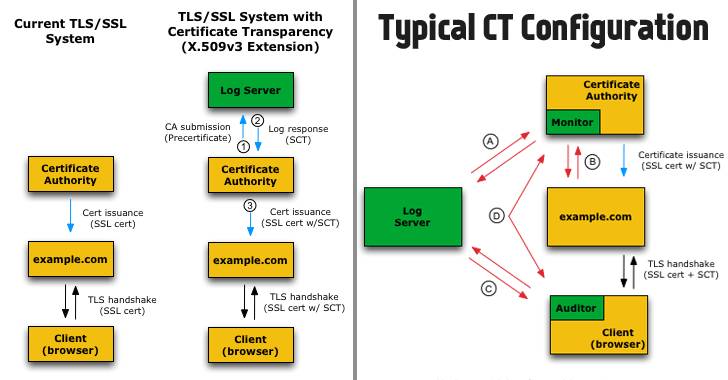 Current TLS/SSL
System
TLS/SSL System with
Certificate Transparency
(X.509v3 Extension)
Log Server
CA submission
(Precertificate)
1
2
Log response
(SCT)
Certificate
Authority
Certificate
Authority
Cert issuance
(SSL cert)
3
Cert issuance
(SSL cert w/SCT)
example.com
example.com
TLS handshake
(SSL cert)
TLS handshake
(SSL cert w/ SCT)
Client
(browser)
Client
(browser)
Typical CT Configuration
Certificate
Authority
Monitor
A
B
Certificate issuance
(SSL cert w/ SCT)
Log
Server
D
example.com
C
TLS handshake
(SSL cert + SCT)
Auditor
Client
(browser)